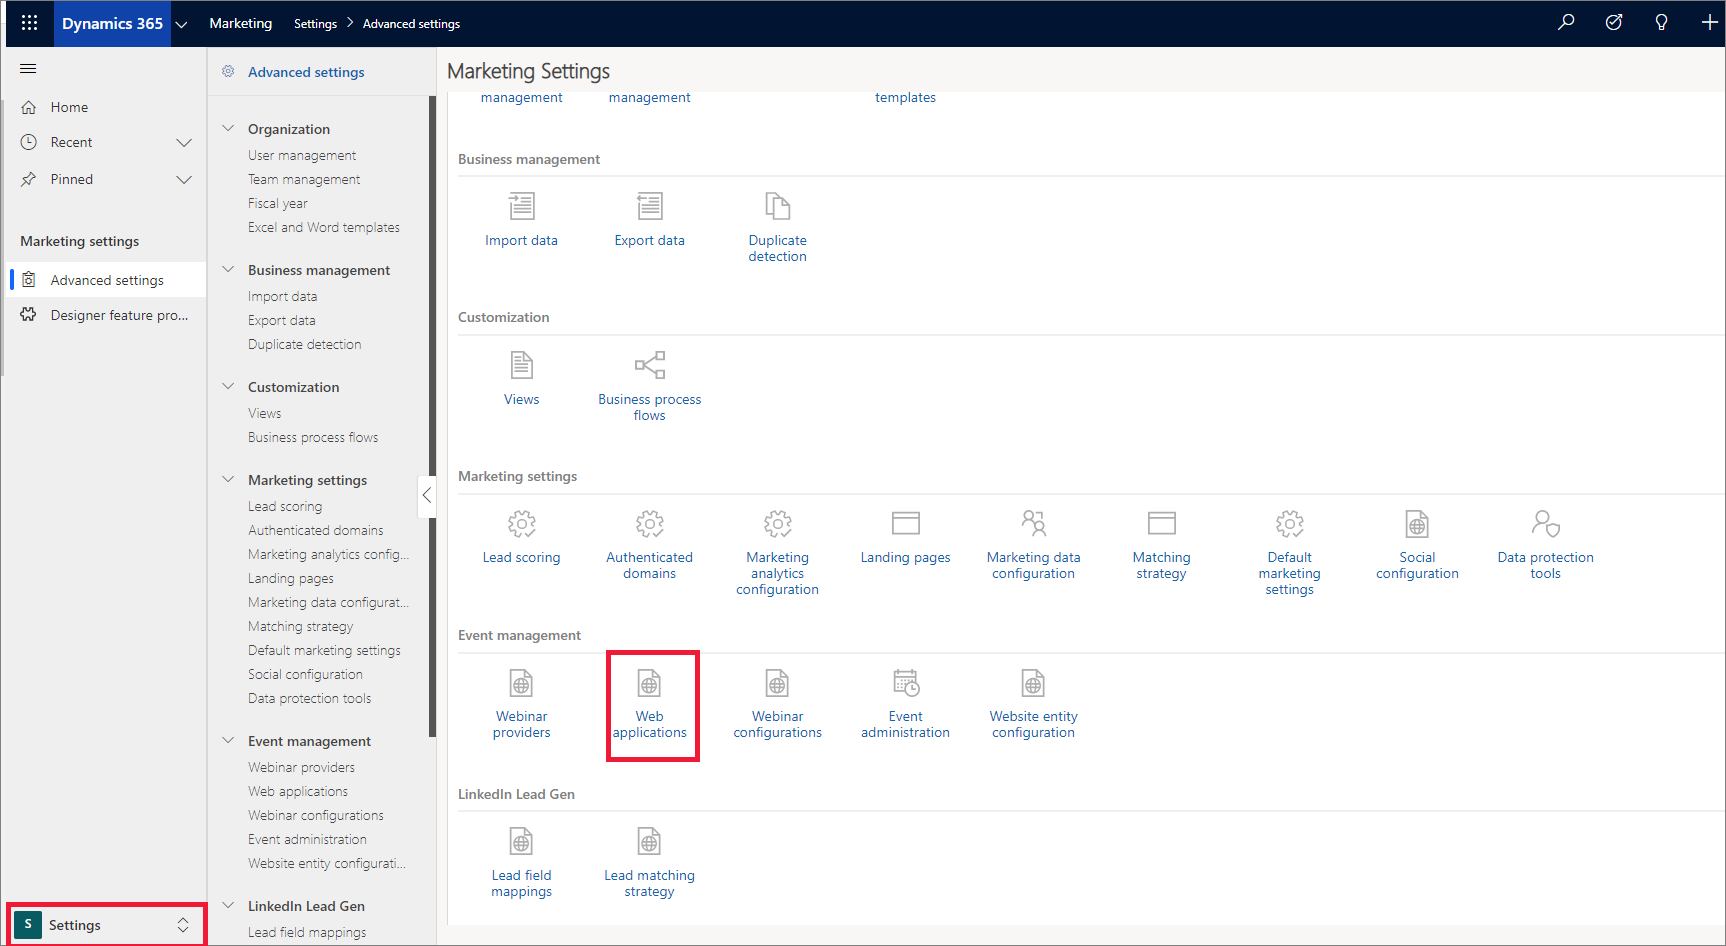 Dynamics 365
Marketing
Settings > Advanced settings
Home
Recent
Pinned
Marketing settings
Advanced settings
Designer feature pro...
S
Settings
Advanced settings
Organization
User management
Team management
Fiscal year
Excel and Word templates
Business management
Import data
Export data
Duplicate detection
Customization
Views
Business process flows
Marketing settings
Lead scoring
Authenticated domains
Marketing analytics config...
Landing pages
Marketing data configurat...
Matching strategy
Default marketing settings
Social configuration
Data protection tools
Event management
Webinar providers
Web applications
Webinar configurations
Event administration
Website entity configurati...
LinkedIn Lead Gen
Lead field mappings
Marketing Settings
management
management
templates
Business management
Import data
Export data
Duplicate
detection
Customization
Views
Business process
flows
Marketing settings
Lead scoring
Authenticated
domains
Marketing
analytics
configuration
Landing pages
Marketing data
configuration
Matching
strategy
Default
marketing
settings
Social
configuration
Data protection
tools
Event management
Webinar
providers
Web
applications
Webinar
configurations
Event
administration
Website entity
configuration
LinkedIn Lead Gen
Lead field
mappings
Lead matching
strategy